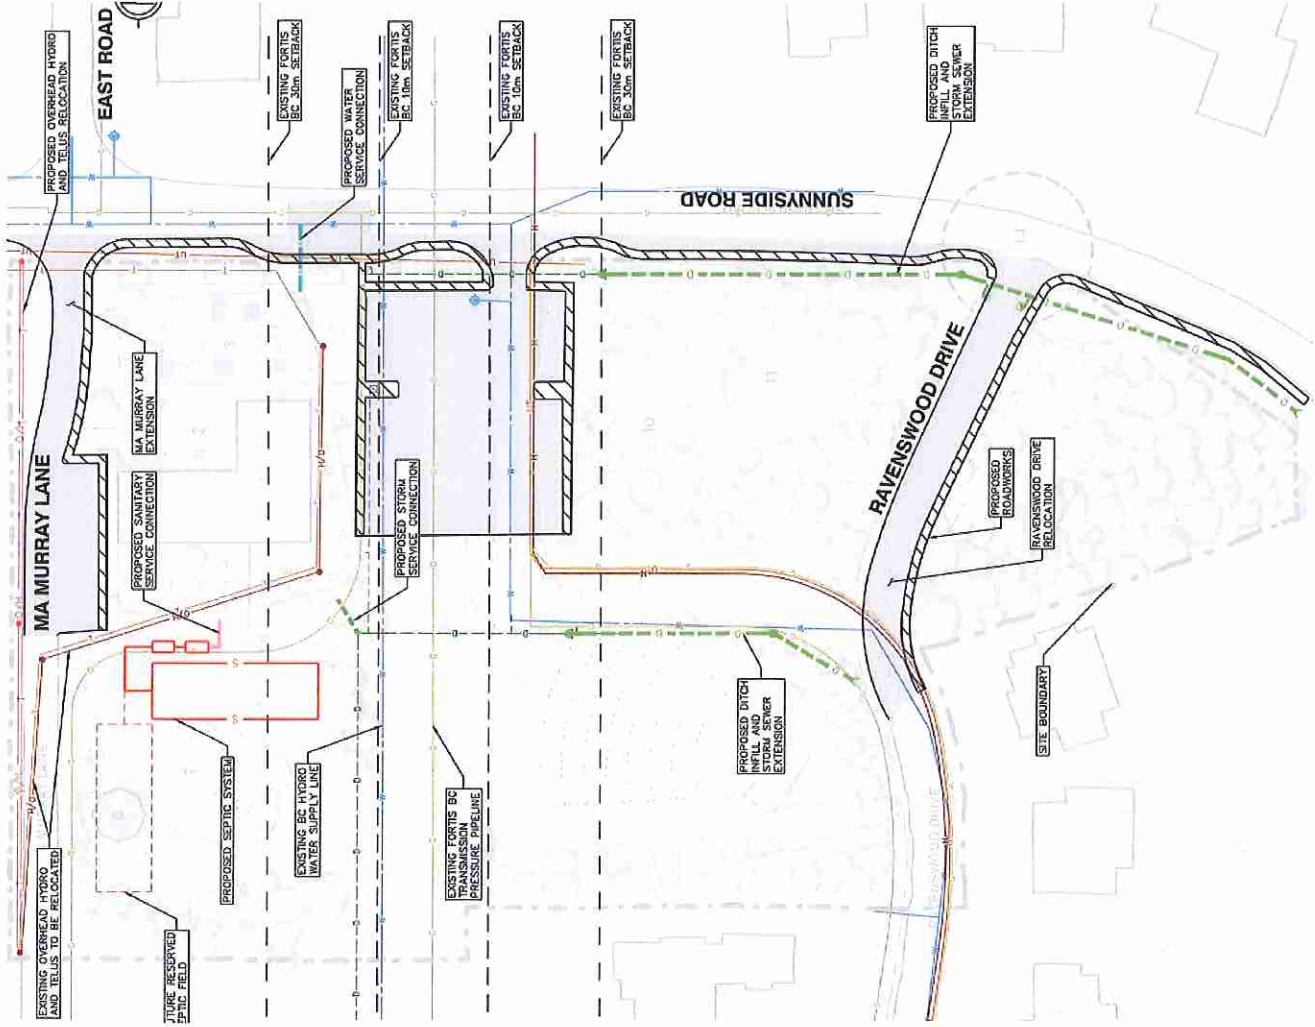 PROPOSED OVERHEAD HYDRO
AND TELUS RELOCATION
EAST ROAD
EXISTING FORTIS
BC 30m SETBACK
PROPOSED WATER
SERVICE CONNECTION
EXISTING FORTIS
BC 10m SETBACK
EXISTING FORTIS
BC 10m SETBACK
EXISTING FORTIS
BC 30m SETBACK
PROPOSED DITCH
INFILL AND
STORM SEWER
EXTENSION
SUNNYSIDE ROAD
MA MURRAY LANE
MA MURRAY LANE
EXTENSION
PROPOSED SANITARY
SERVICE CONNECTION
PROPOSED STORM
SERVICE CONNECTION
RAVENSWOOD DRIVE
PROPOSED
ROADWORKS
RAVENSWOOD DRIVE
RELOCATION
EXISTING OVERHEAD HYDRO
AND TELUS TO BE RELOCATED
PROPOSED SEPTIC SYSTEM
EXISTING BC HYDRO
WATER SUPPLY LINE
EXISTING FORTIS BC
TRANSMISSION
PRESSURE PIPELINE
PROPOSED DITCH
INFILL AND
STORM SEWER
EXTENSION
SITE BOUNDARY
RESERVED
FIELD
RAVENSWOOD DRIVE